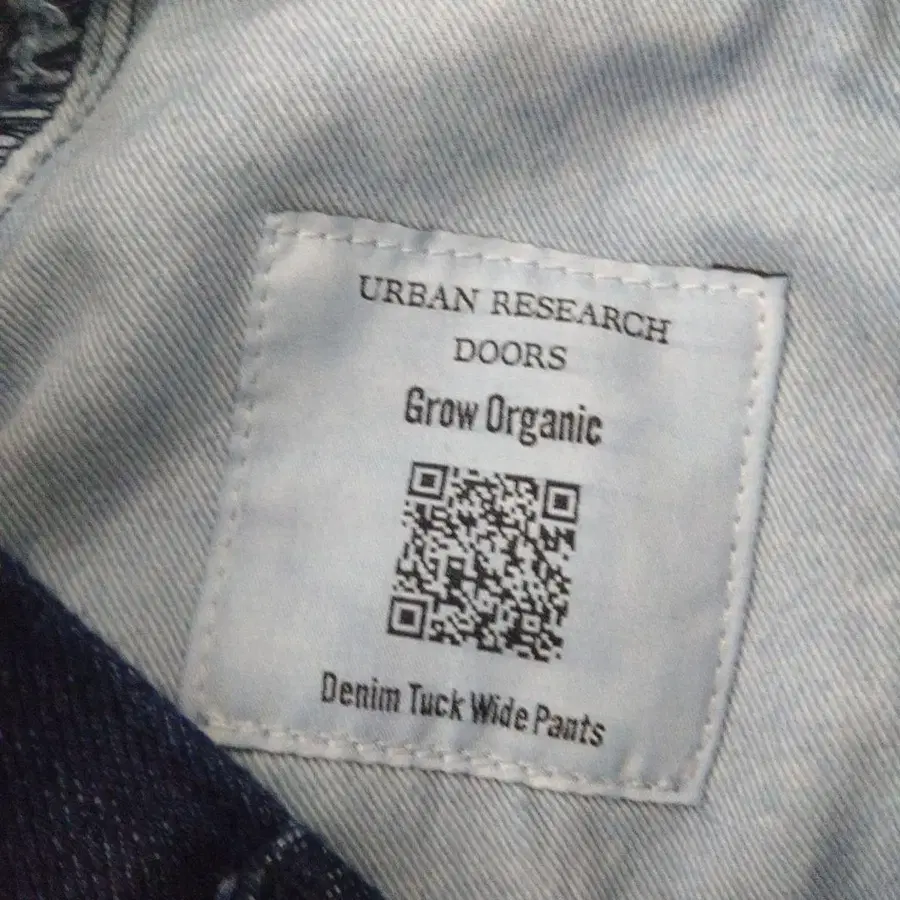 URBAN RESEARCH
DOORS
Grow Organic
Denim Tuck Wide Pants